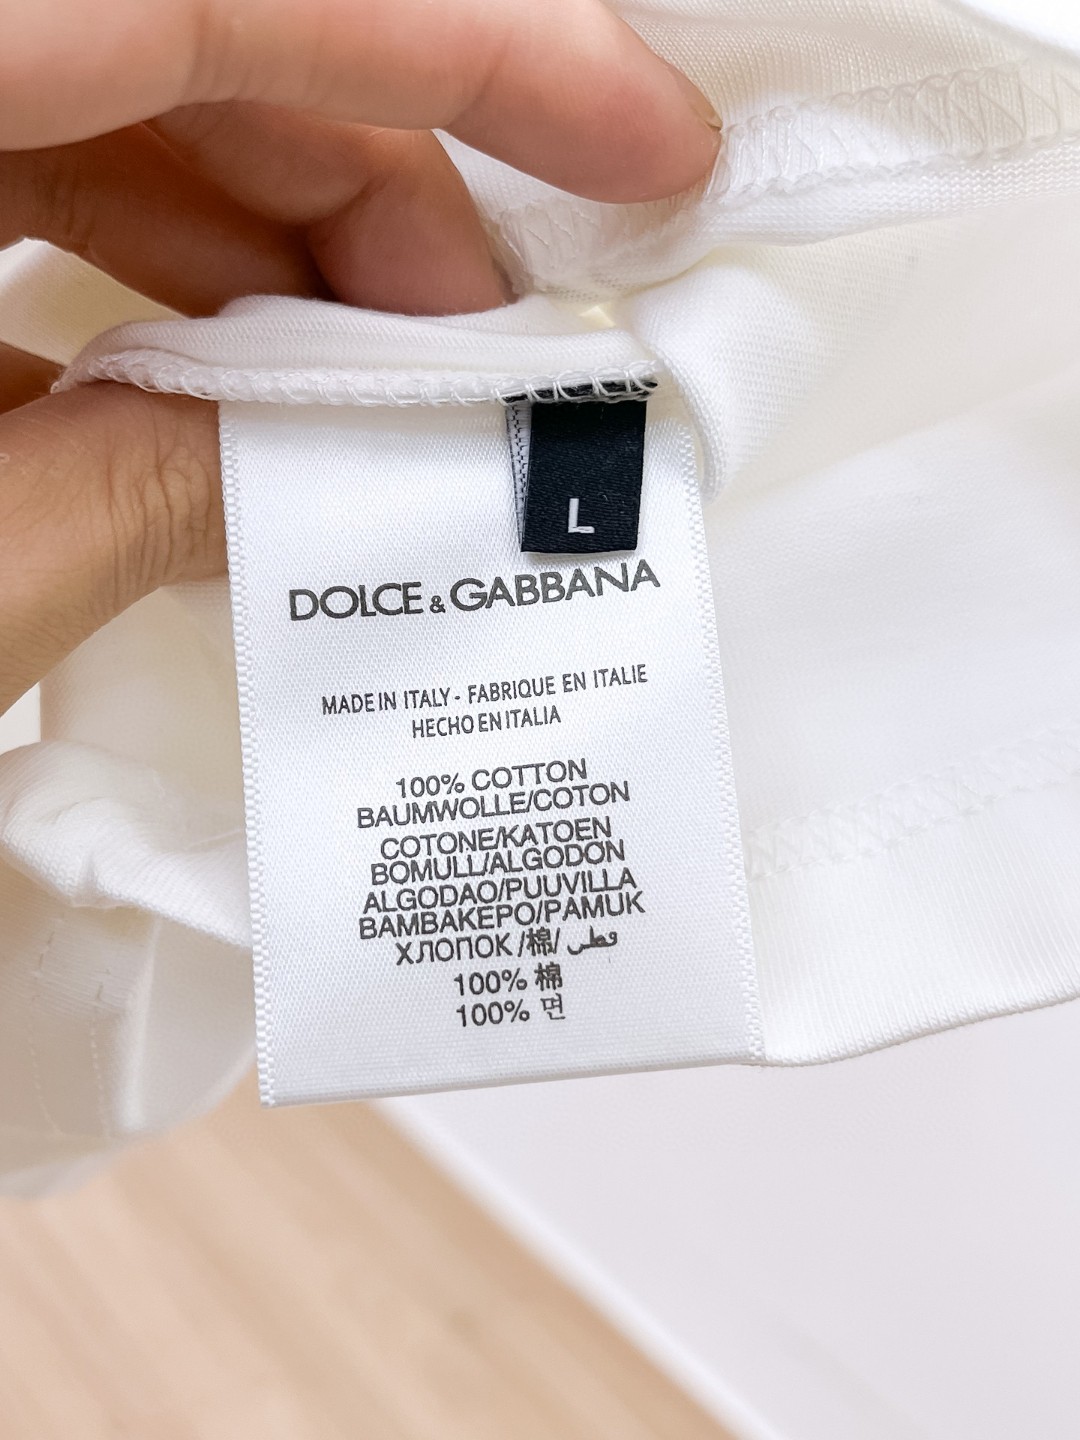 L
DOLCE & GABBANA
MADE IN ITALY - FABRIQUE EN ITALIE
HECHO EN ITALIA
100% COTTON
BAUMWOLLE/COTON
COTONE/KATOEN
BOMULL/ALGODON
ALGODAO/PUUVILLA
BAMBAKEPO/PAMUK
ХЛОПОК /棉/ قطن
100% 棉
100% 면